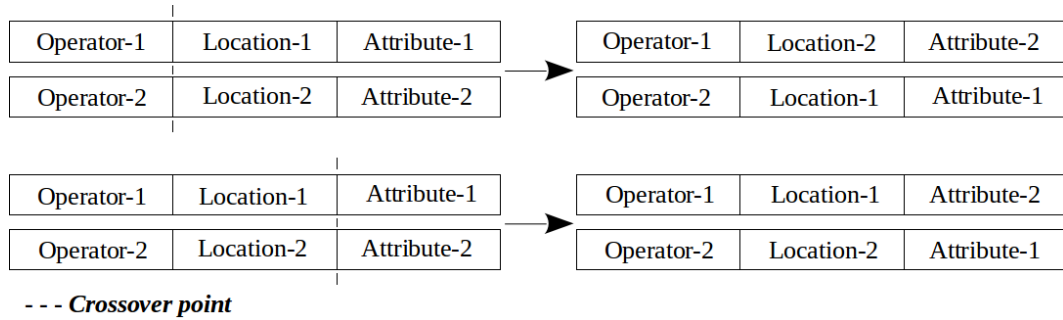 Operator-1 Location-1 Attribute-1 Operator-1 Location-2 Attribute-2
Operator-2 Location-2 Attribute-2 Operator-2 Location-1 Attribute-1
Operator-1 Location-1 Attribute-1 Operator-1 Location-1 Attribute-2
Operator-2 Location-2 Attribute-2 Operator-2 Location-2 Attribute-1
- - - Crossover point